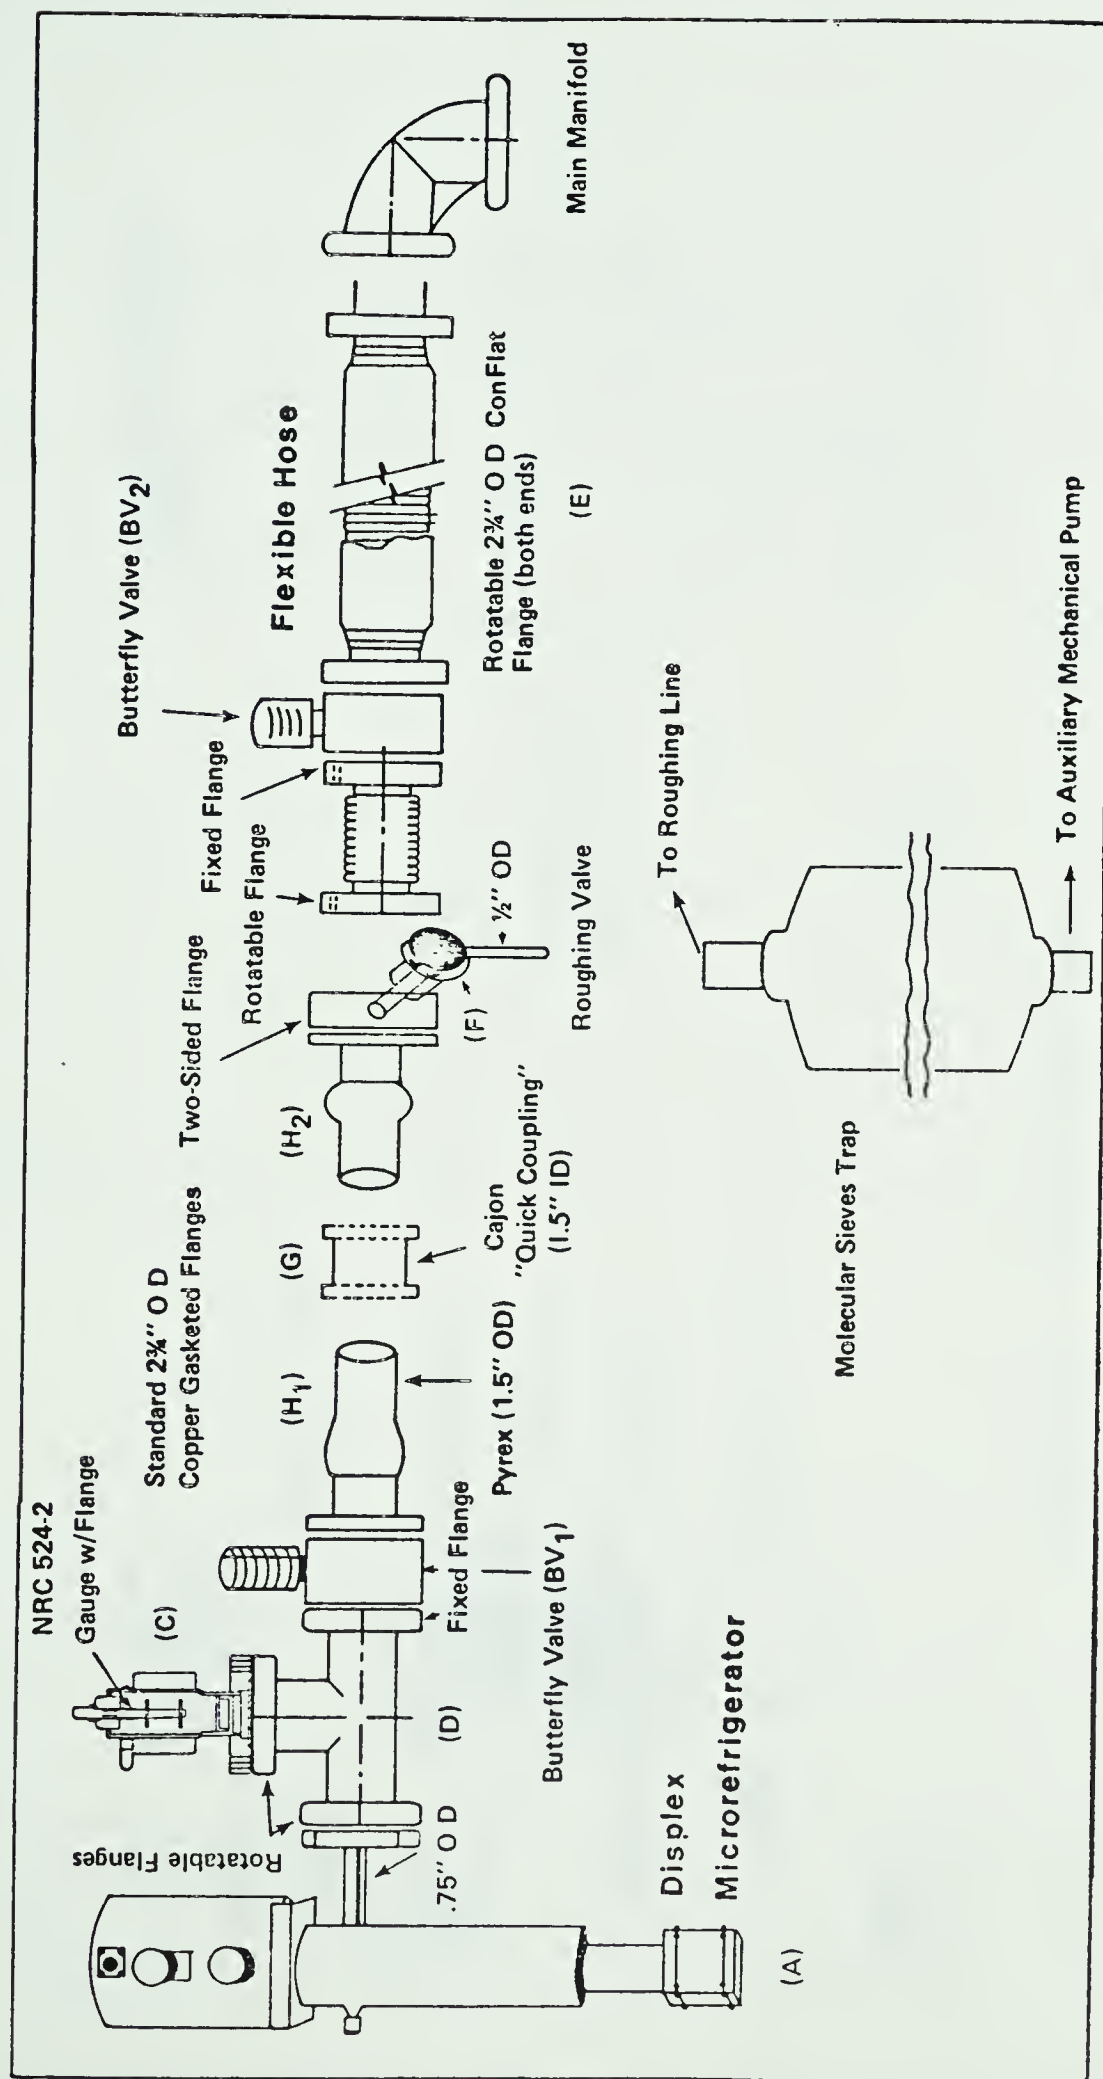 NRC 524-2
Gauge w/Flange
(C)
Rotatable Flanges
.75" O D
Displex
Microrefrigerator
(A)
(D)
Fixed Flange
Butterfly Valve (BV1)
Standard 2¾" O D
Copper Gasketed Flanges
(H1)
Pyrex (1.5" OD)
(G)
Cajon
"Quick Coupling"
(1.5" ID)
(H2)
Two-Sided Flange
Rotatable Flange
Fixed Flange
(F)
½" OD
Roughing Valve
Butterfly Valve (BV2)
Flexible Hose
Rotatable 2¾" O D ConFlat
Flange (both ends)
(E)
Main Manifold
Molecular Sieves Trap
To Roughing Line
To Auxiliary Mechanical Pump